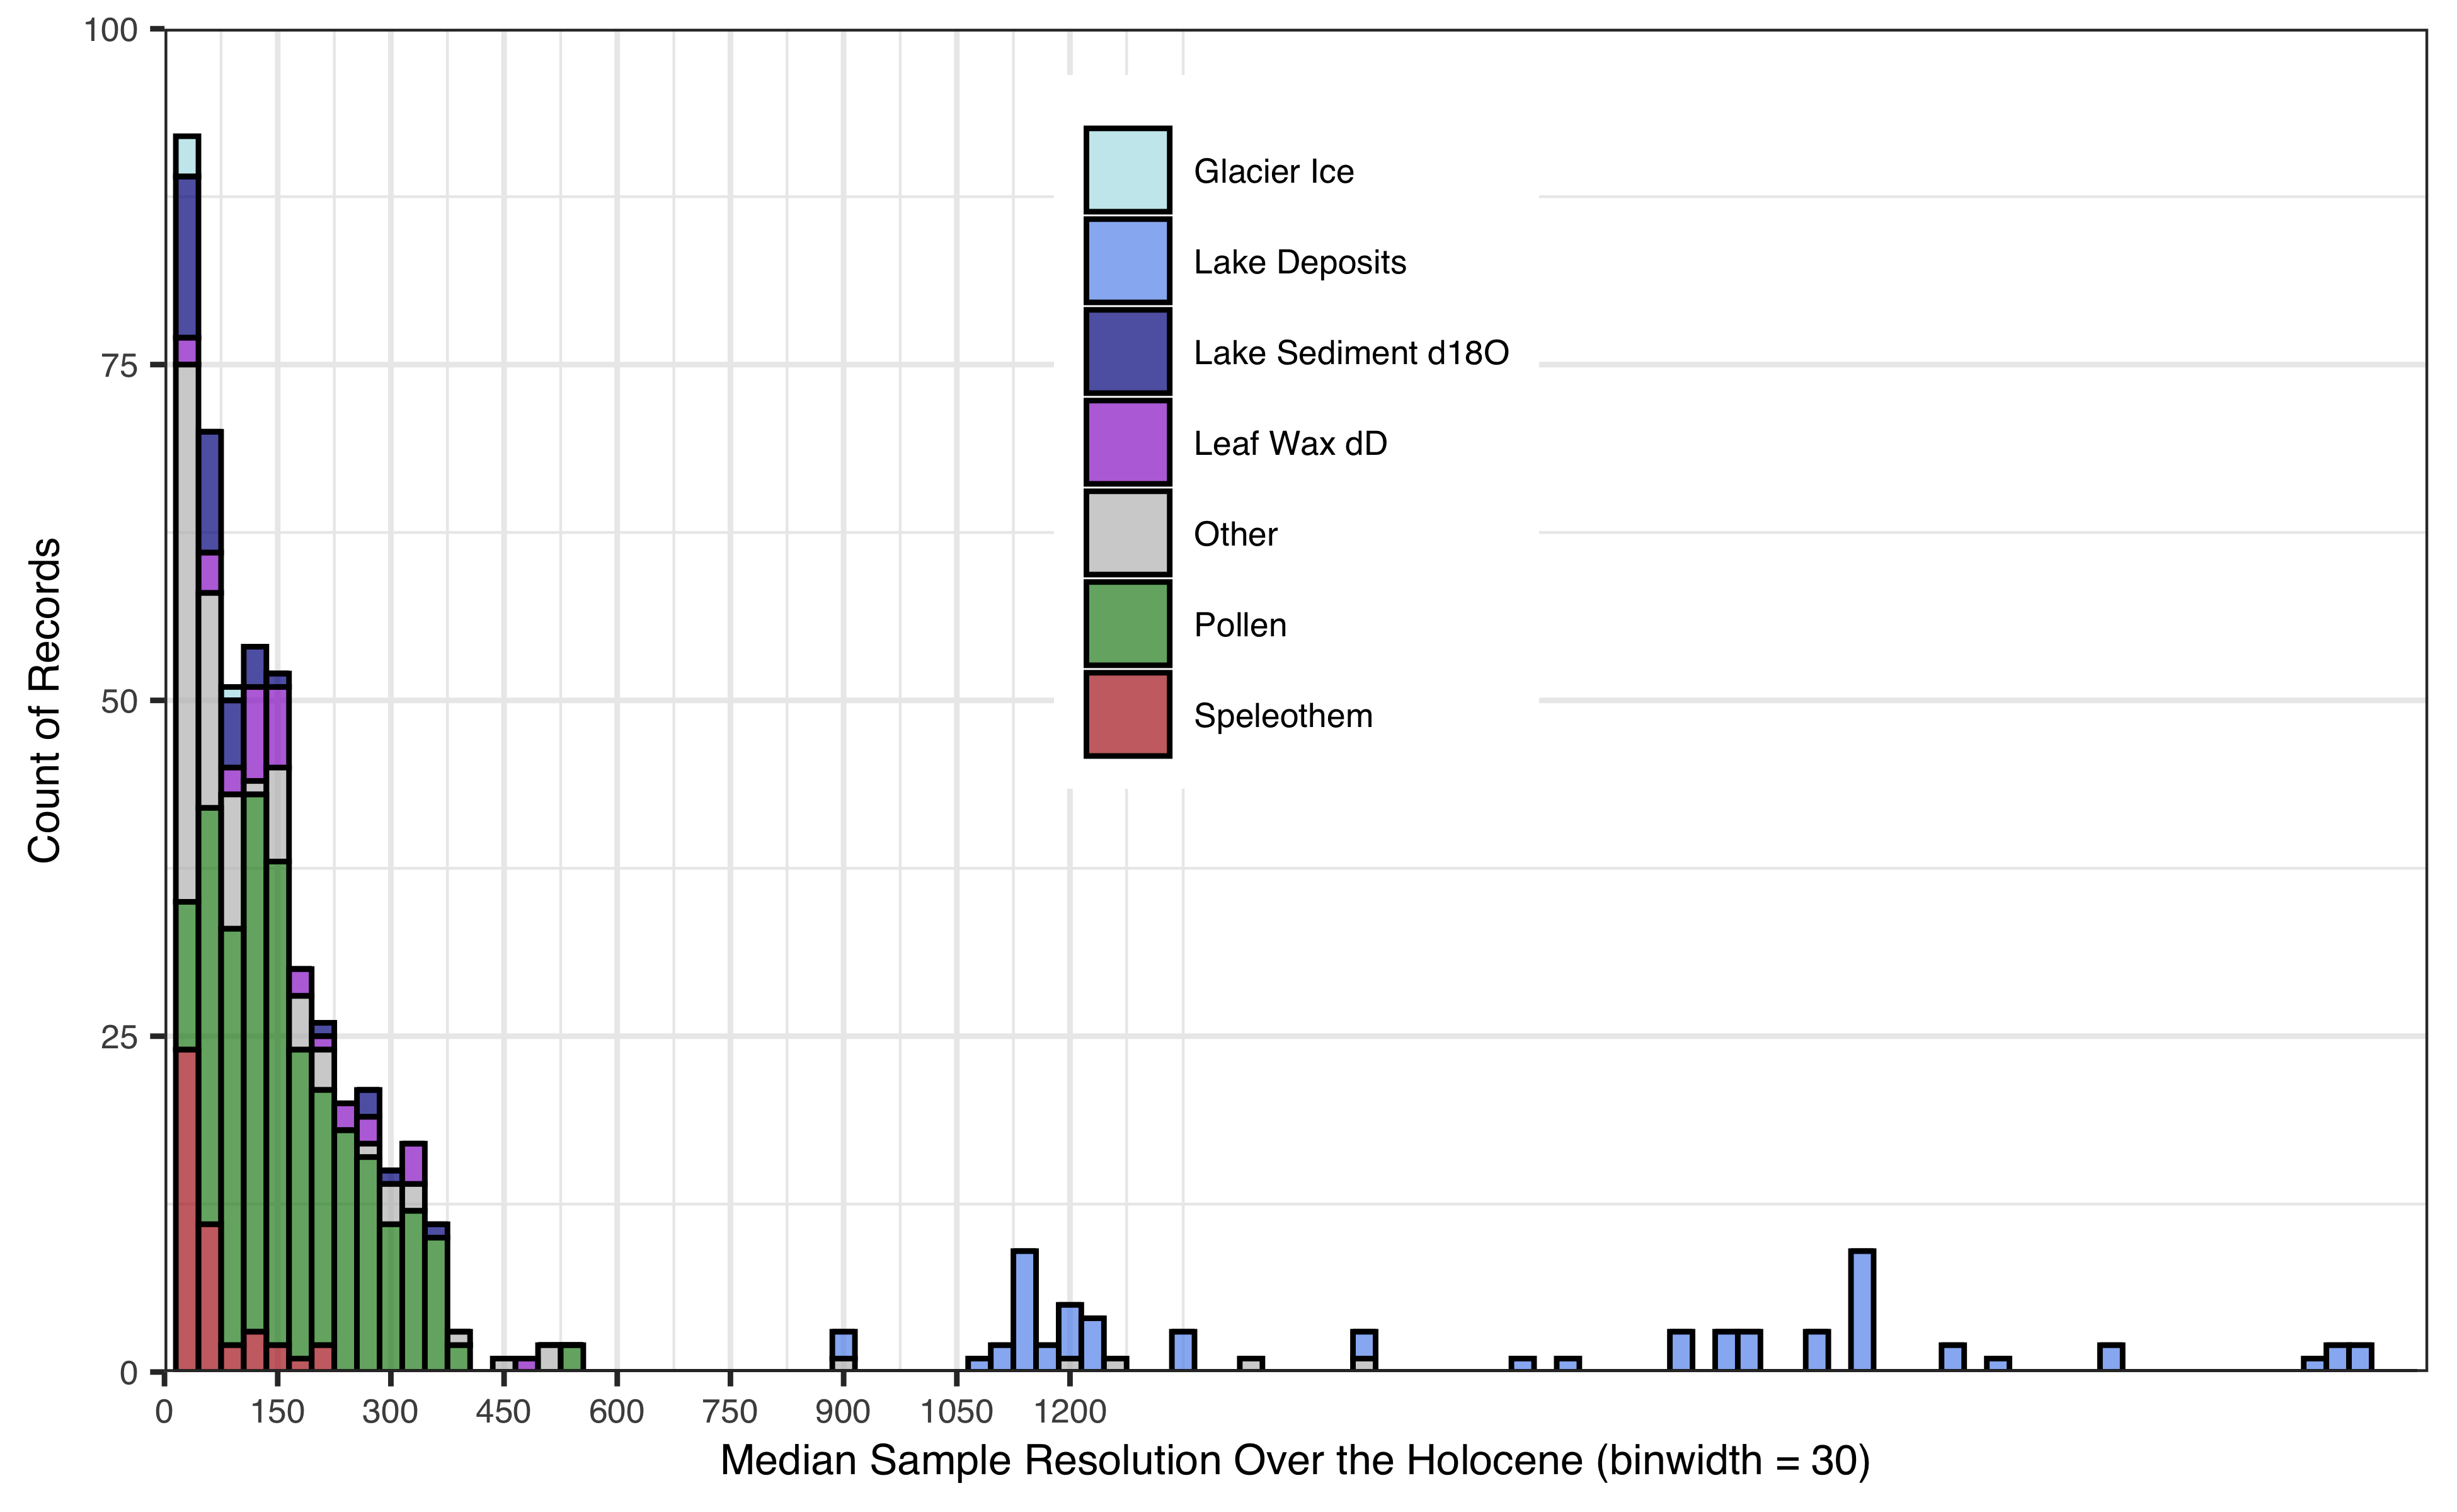 100
75
50
25
0
Count of Records
Glacier Ice
Lake Deposits
Lake Sediment d18O
Leaf Wax dD
Other
Pollen
Speleothem
0 150 300 450 600 750 900 1050 1200
Median Sample Resolution Over the Holocene (binwidth = 30)